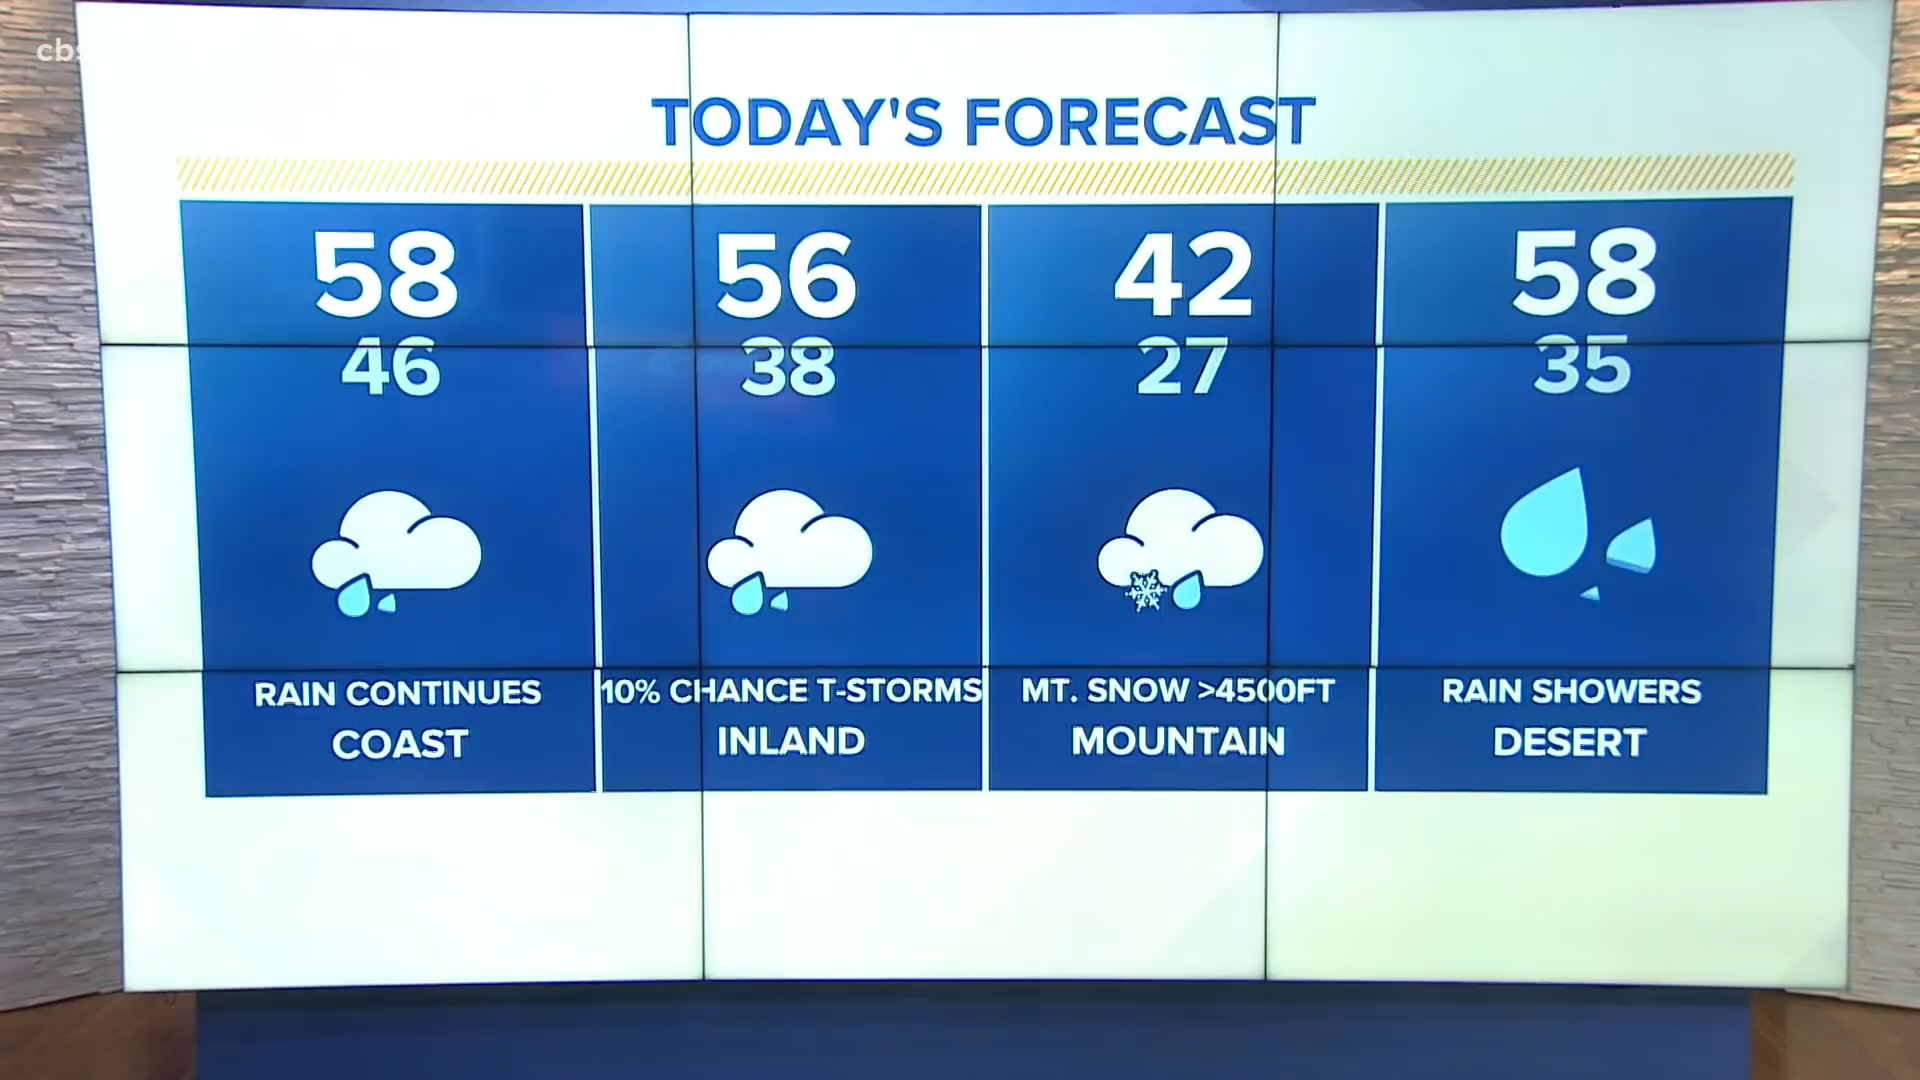 cbs
TODAY'S FORECAST
58
46
RAIN CONTINUES
COAST
56
38
10% CHANCE T-STORMS
INLAND
42
27
MT. SNOW >4500FT
MOUNTAIN
58
35
RAIN SHOWERS
DESERT